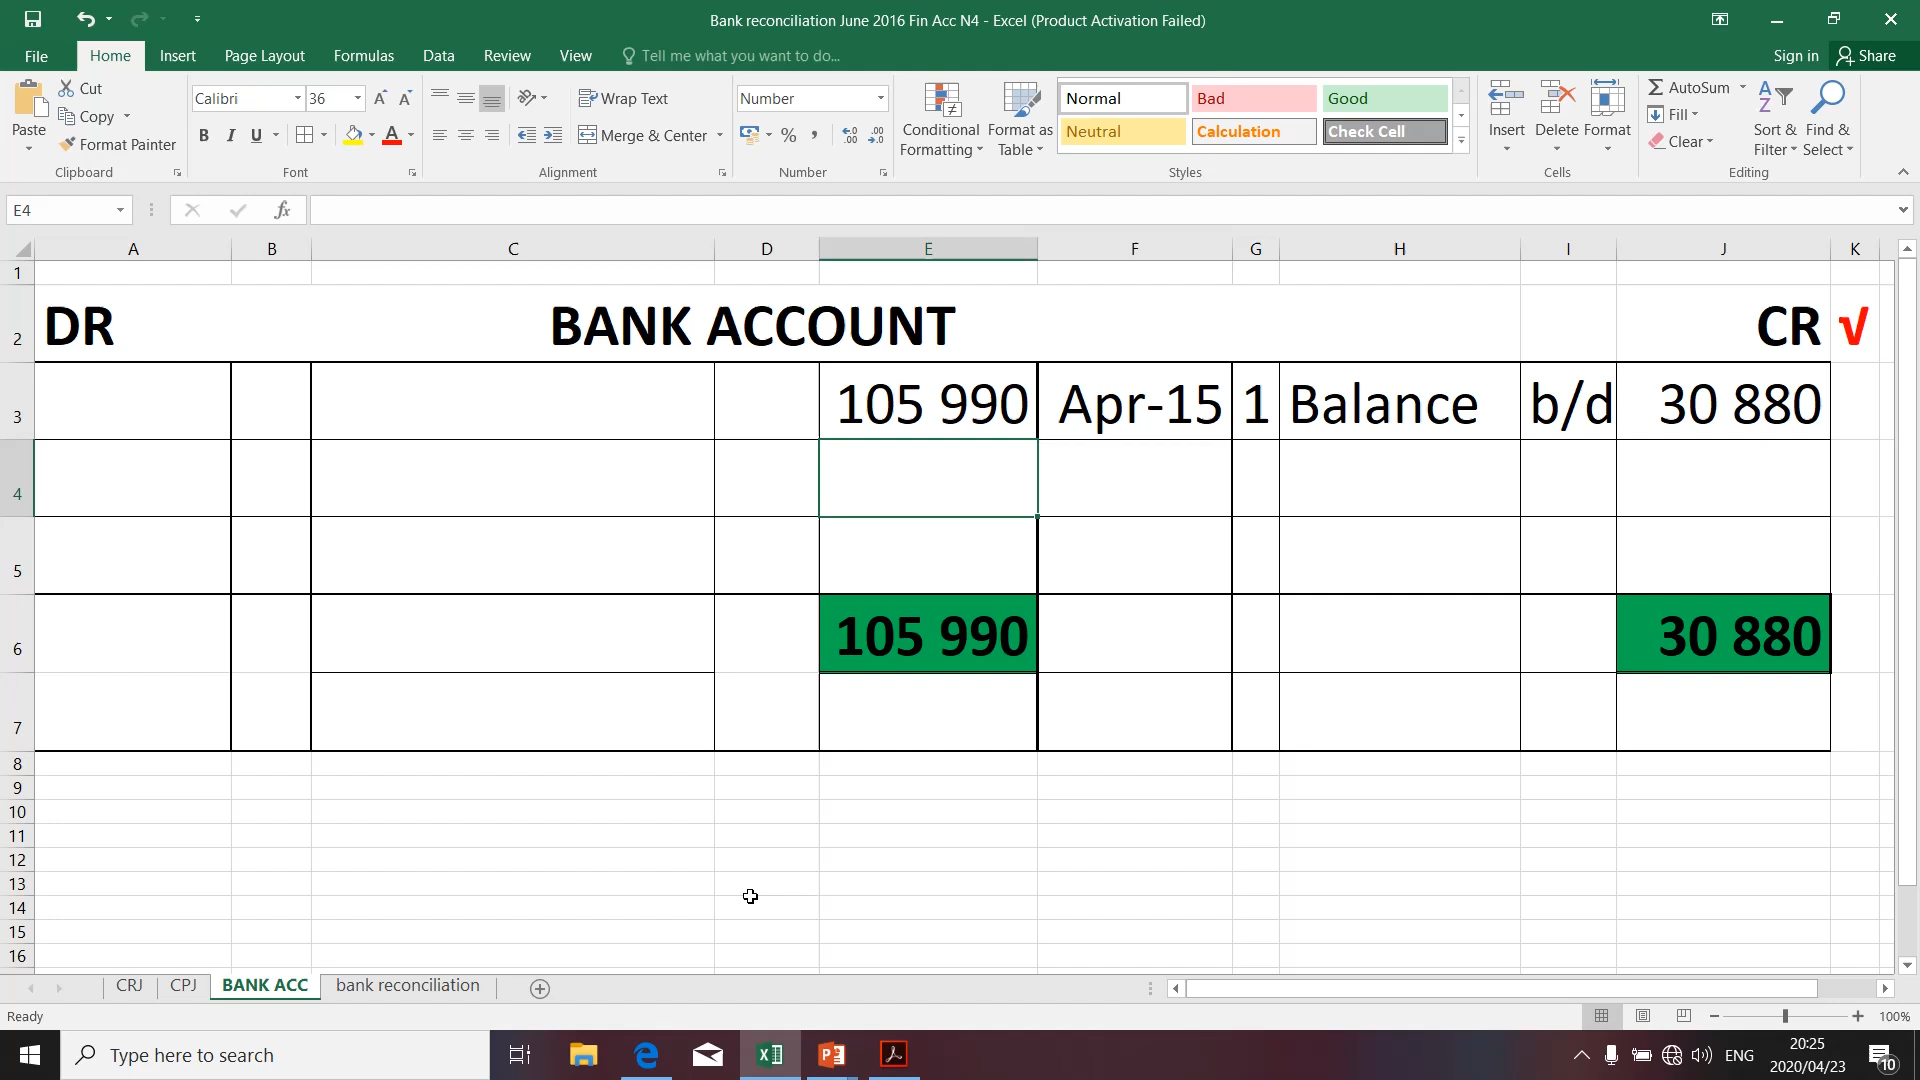 Bank reconciliation June 2016 Fin Acc N4 - Excel (Product Activation Failed)
File Home Insert Page Layout Formulas Data Review View Tell me what you want to do... Sign in Share
Paste Cut Copy Format Painter Clipboard
Calibri 36 B I U A Font
Wrap Text Merge & Center Alignment
Number % , Number
Conditional Formatting Format as Table
Normal Bad Good
Neutral Calculation Check Cell
Styles
Insert Delete Format Cells
AutoSum Fill Clear Sort & Filter Find & Select Editing
E4 fx
A B C D E F G H I J K
1
2 DR BANK ACCOUNT CR √
3 105 990 Apr-15 1 Balance b/d 30 880
4
5
6 105 990 30 880
7
8
9
10
11
12
13
14
15
16
CRJ CPJ BANK ACC bank reconciliation
Ready 100%
Type here to search ENG 20:25
2020/04/23 10